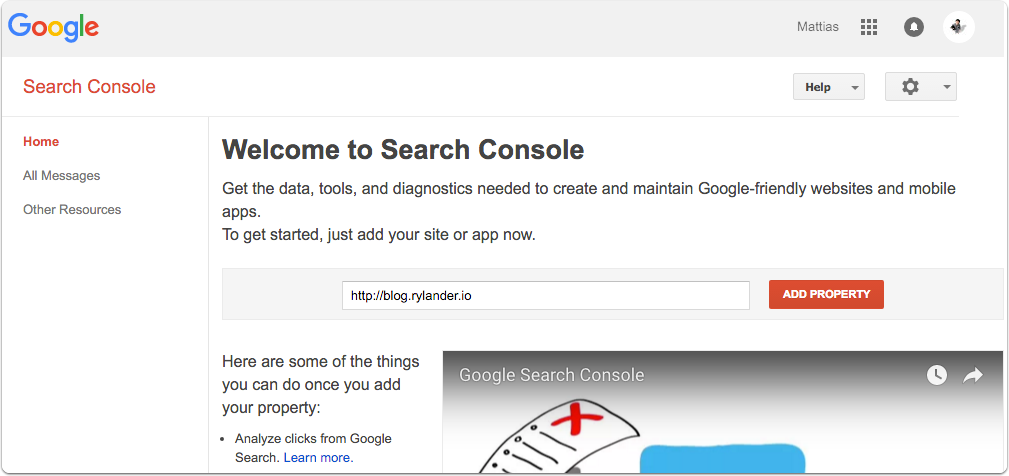 Google
Mattias
Search Console
Help
Home
All Messages
Other Resources
Welcome to Search Console
Get the data, tools, and diagnostics needed to create and maintain Google-friendly websites and mobile
apps.
To get started, just add your site or app now.
http://blog.rylander.io
ADD PROPERTY
Here are some of the things
you can do once you add
your property:
• Analyze clicks from Google
Search. Learn more.
Google Search Console